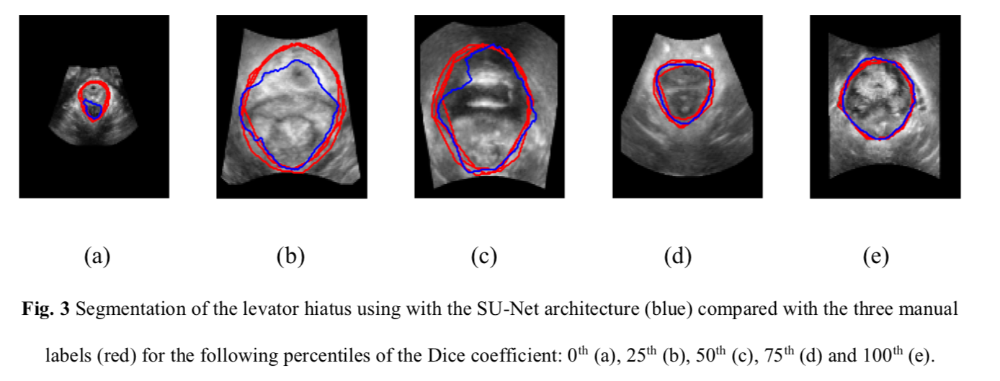 (a) (b) (c) (d) (e)
Fig. 3 Segmentation of the levator hiatus using with the SU-Net architecture (blue) compared with the three manual
labels (red) for the following percentiles of the Dice coefficient: 0th (a), 25th (b), 50th (c), 75th (d) and 100th (e).